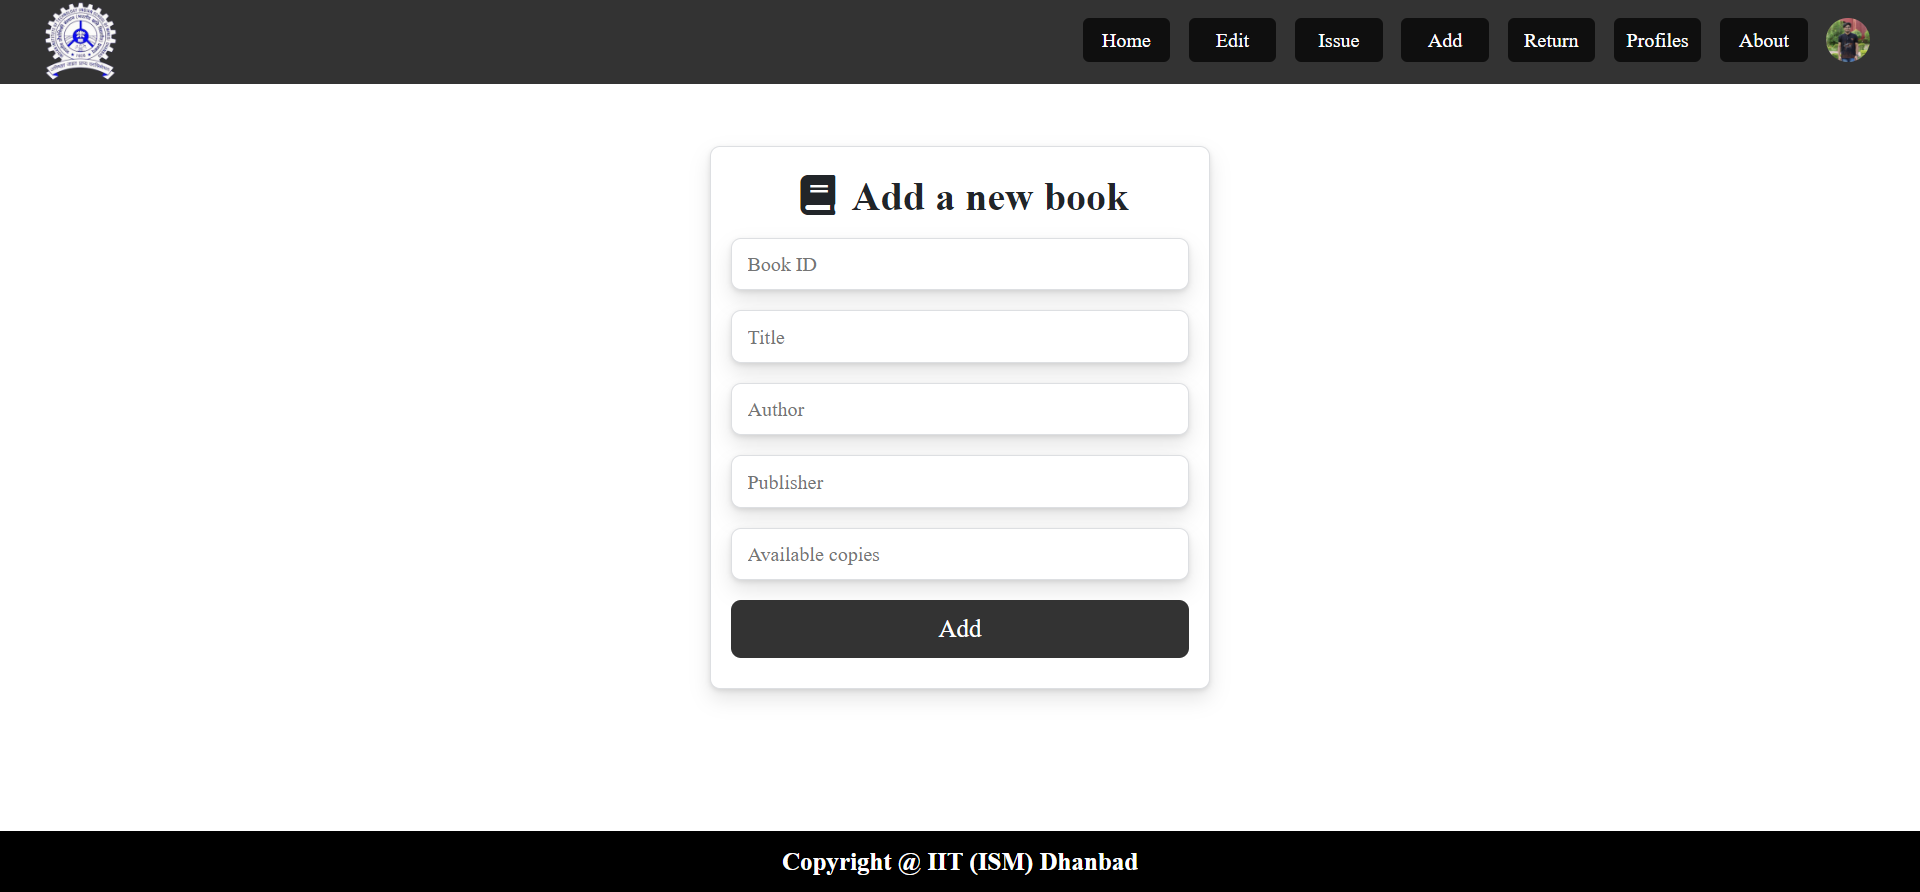 Home Edit Issue Add Return Profiles About
Add a new book
Book ID
Title
Author
Publisher
Available copies
Add
Copyright @ IIT (ISM) Dhanbad